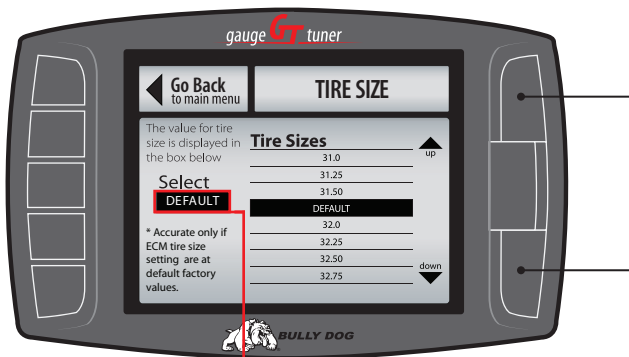 gauge GT tuner
Go Back
to main menu
TIRE SIZE
The value for tire
size is displayed in
the box below
Select
DEFAULT
* Accurate only if
ECM tire size
setting are at
default factory
values.
Tire Sizes
31.0
31.25
31.50
DEFAULT
32.0
32.25
32.50
32.75
up
down
BULLY DOG